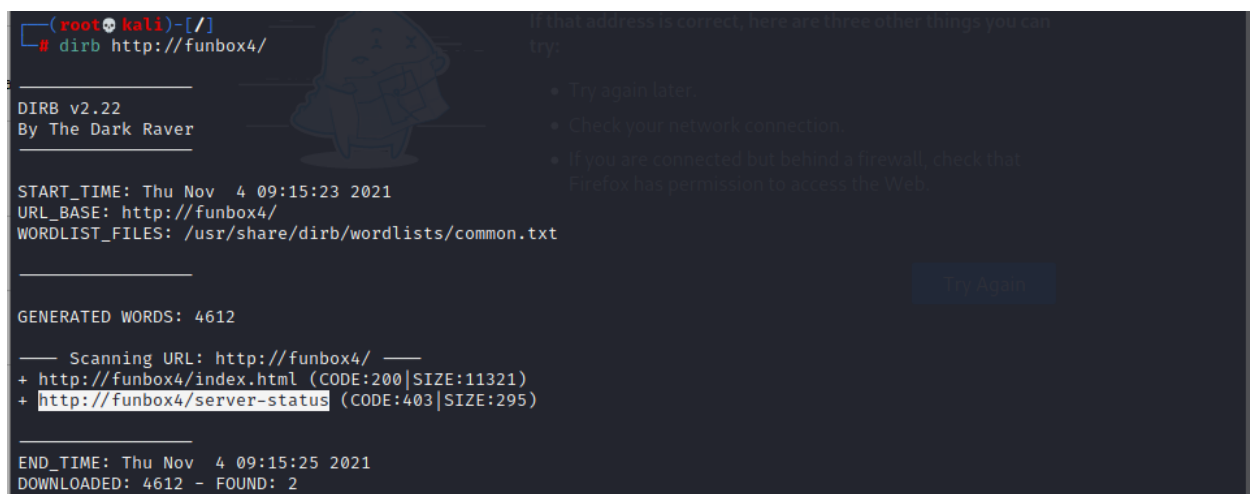 ┌──(root💀kali)-[/]
└─# dirb http://funbox4/
If that address is correct, here are three other things you can
try:
• Try again later.
• Check your network connection.
• If you are connected but behind a firewall, check that
Firefox has permission to access the Web.
Try Again
DIRB v2.22
By The Dark Raver
START_TIME: Thu Nov  4 09:15:23 2021
URL_BASE: http://funbox4/
WORDLIST_FILES: /usr/share/dirb/wordlists/common.txt
GENERATED WORDS: 4612
—— Scanning URL: http://funbox4/ ——
+ http://funbox4/index.html (CODE:200|SIZE:11321)
+ http://funbox4/server-status (CODE:403|SIZE:295)
END_TIME: Thu Nov  4 09:15:25 2021
DOWNLOADED: 4612 - FOUND: 2